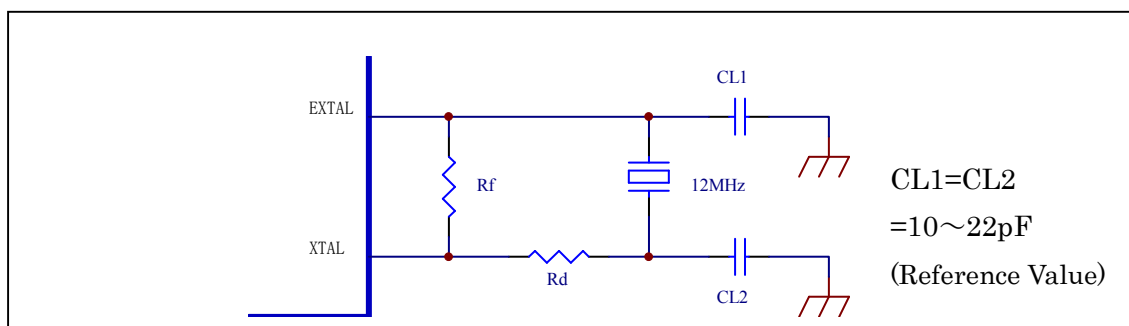 CL1
EXTAL
Rf
12MHz
CL1=CL2
=10～22pF
(Reference Value)
XTAL
Rd
CL2